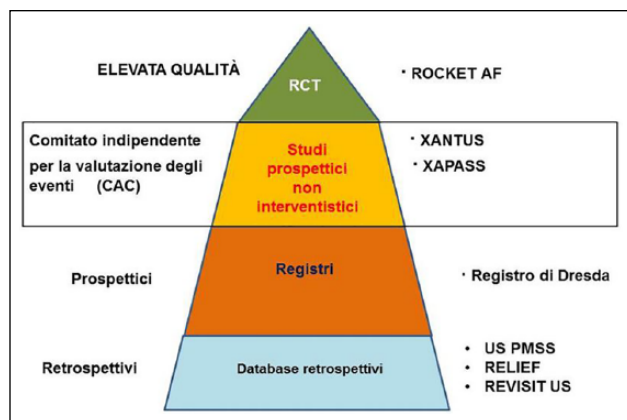 ELEVATA QUALITÀ
RCT
· ROCKET AF
Comitato indipendente
per la valutazione degli
eventi (CAC)
Studi
prospettici
non
interventistici
· XANTUS
· XAPASS
Prospettici
Registri
· Registro di Dresda
Retrospettivi
Database retrospettivi
• US PMSS
• RELIEF
• REVISIT US